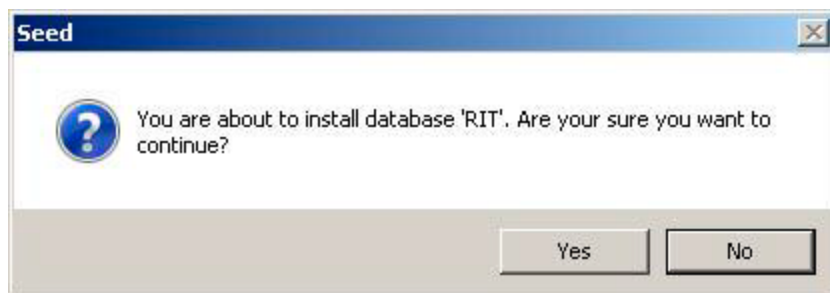 Seed
You are about to install database 'RIT'. Are your sure you want to
continue?
Yes
No